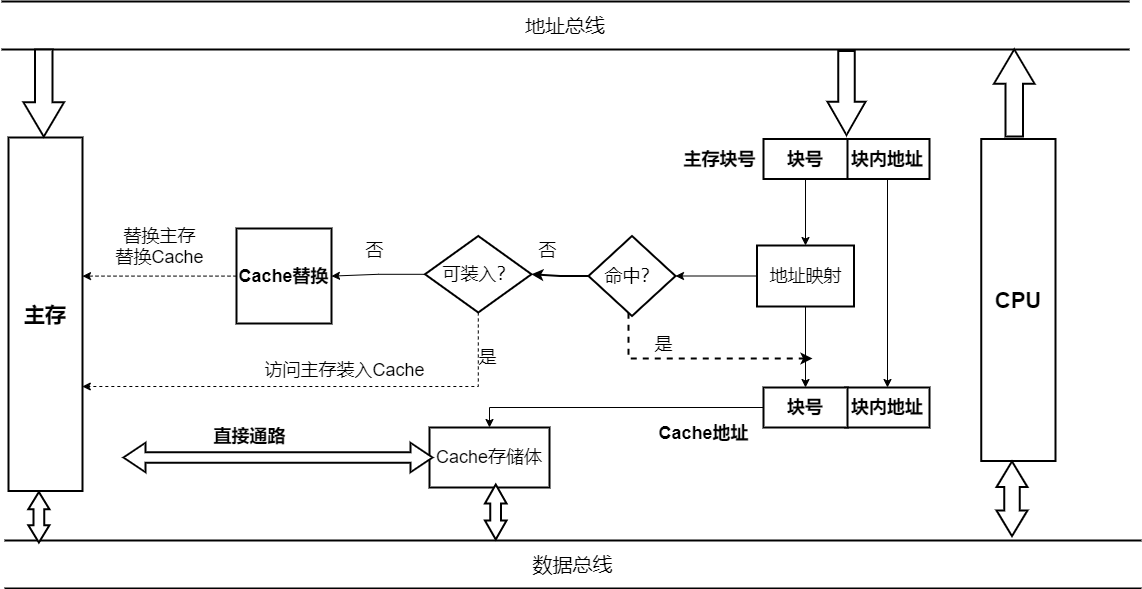 地址总线
主存块号
块号
块内地址
替换主存
替换Cache
否
否
Cache替换
可装入？
命中？
地址映射
主存
CPU
是
是
访问主存装入Cache
块号
块内地址
Cache地址
直接通路
Cache存储体
数据总线